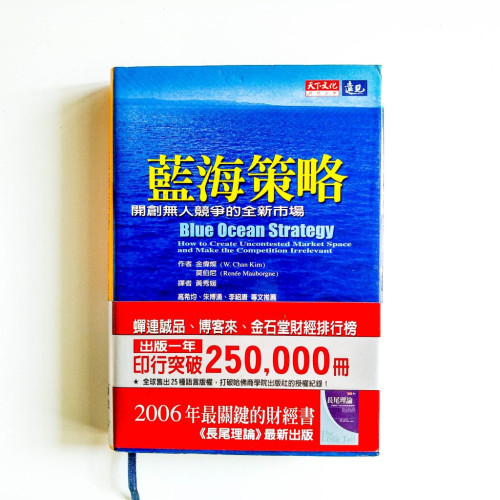 天下文化
遠見
藍海策略
開創無人競爭的全新市場
Blue Ocean Strategy
How to Create Uncontested Market Space
and Make the Competition Irrelevant
作者 金偉燦 (W. Chan Kim)
莫伯尼 (Renée Mauborgne)
譯者 黃秀媛
高希均、朱博湧、李紹唐 專文推薦
蟬連誠品、博客來、金石堂財經排行榜
出版一年
印行突破250,000冊
★ 全球售出25種語言版權,打破哈佛商學院出版社的授權紀錄!
2006年最關鍵的財經書
《長尾理論》最新出版
長尾理論
The Long Tail